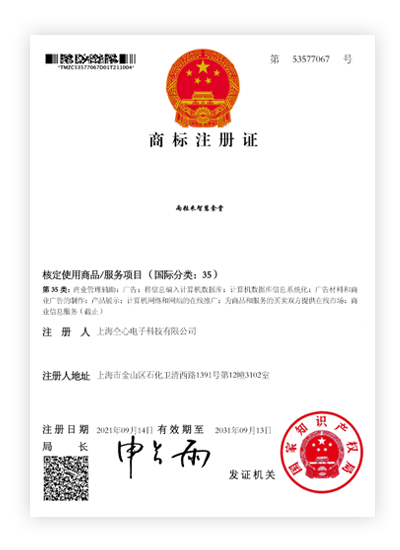 第 53577067 号
*TMZC53577067D01T211004*
商标注册证
两粒米智慧食堂
核定使用商品/服务项目（国际分类：35）
第35类：商业管理辅助；广告；将信息编入计算机数据库；计算机数据库信息系统化；广告材料和商
业广告的制作；产品展示；计算机网络和网站的在线推广；为商品和服务的买卖双方提供在线市场；商
业信息服务（截止）
注册人 上海仝心电子科技有限公司
注册人地址 上海市金山区石化卫清西路1391号第12幢3102室
注册日期 2021年09月14日 有效期至 2031年09月13日
局长 申长雨
发证机关
国家知识产权局